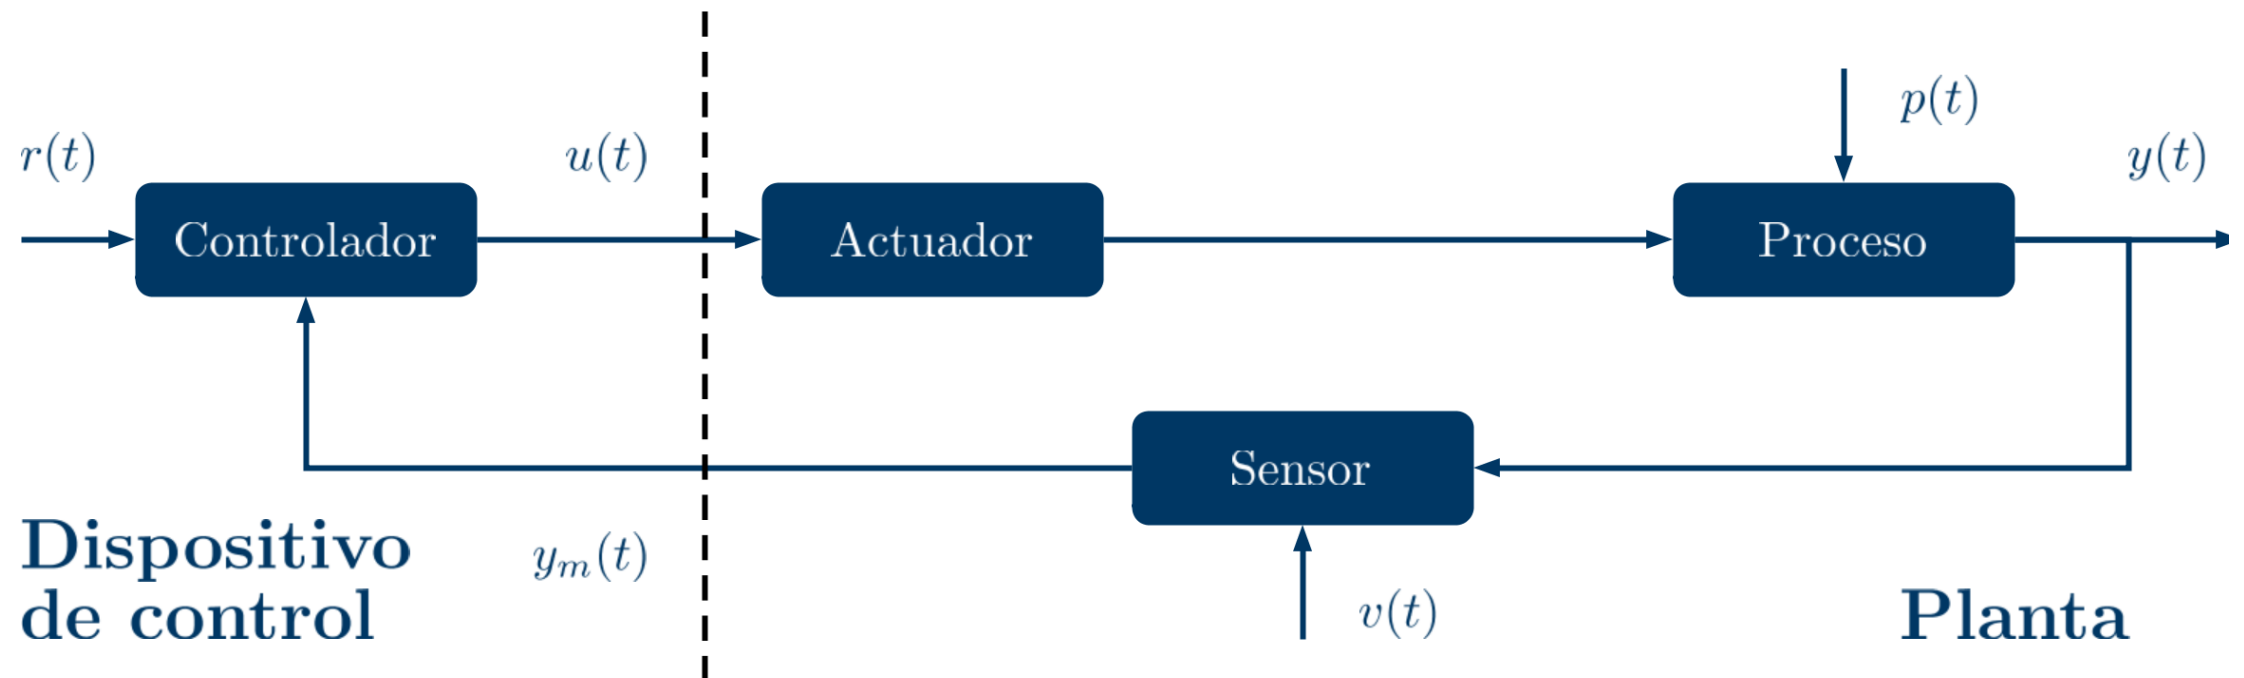 p(t)
r(t)
u(t)
y(t)
Controlador
Actuador
Proceso
Sensor
Dispositivo
de control
y_m(t)
v(t)
Planta